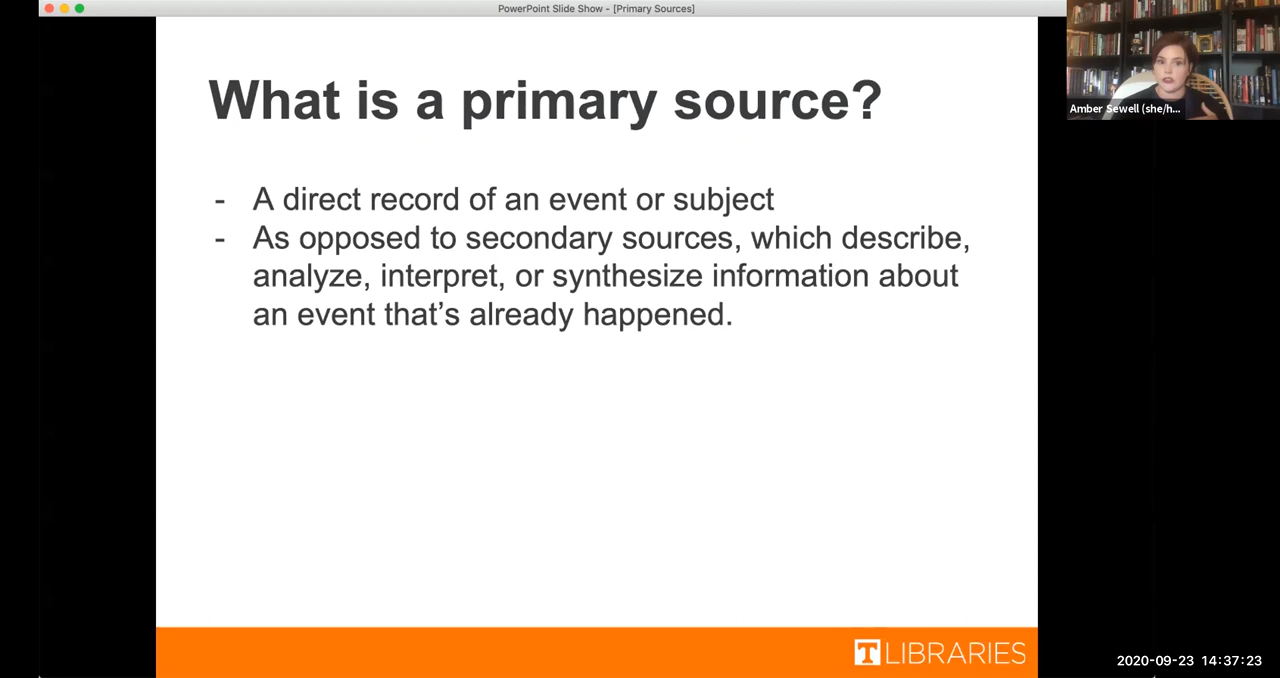 PowerPoint Slide Show - [Primary Sources]
What is a primary source?
- A direct record of an event or subject
- As opposed to secondary sources, which describe,
analyze, interpret, or synthesize information about
an event that's already happened.
Amber Sewell (she/h...
T LIBRARIES
2020-09-23 14:37:23